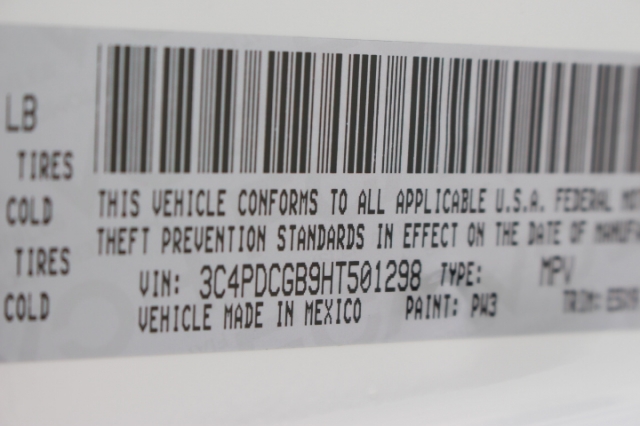 LB
TIRES
COLD
TIRES
COLD
THIS VEHICLE CONFORMS TO ALL APPLICABLE U.S.A. FEDERAL
THEFT PREVENTION STANDARDS IN EFFECT ON THE DATE OF
VIN: 3C4PDCGB9HT501298 TYPE: MPV
VEHICLE MADE IN MEXICO PAINT: PW3 TRIM: